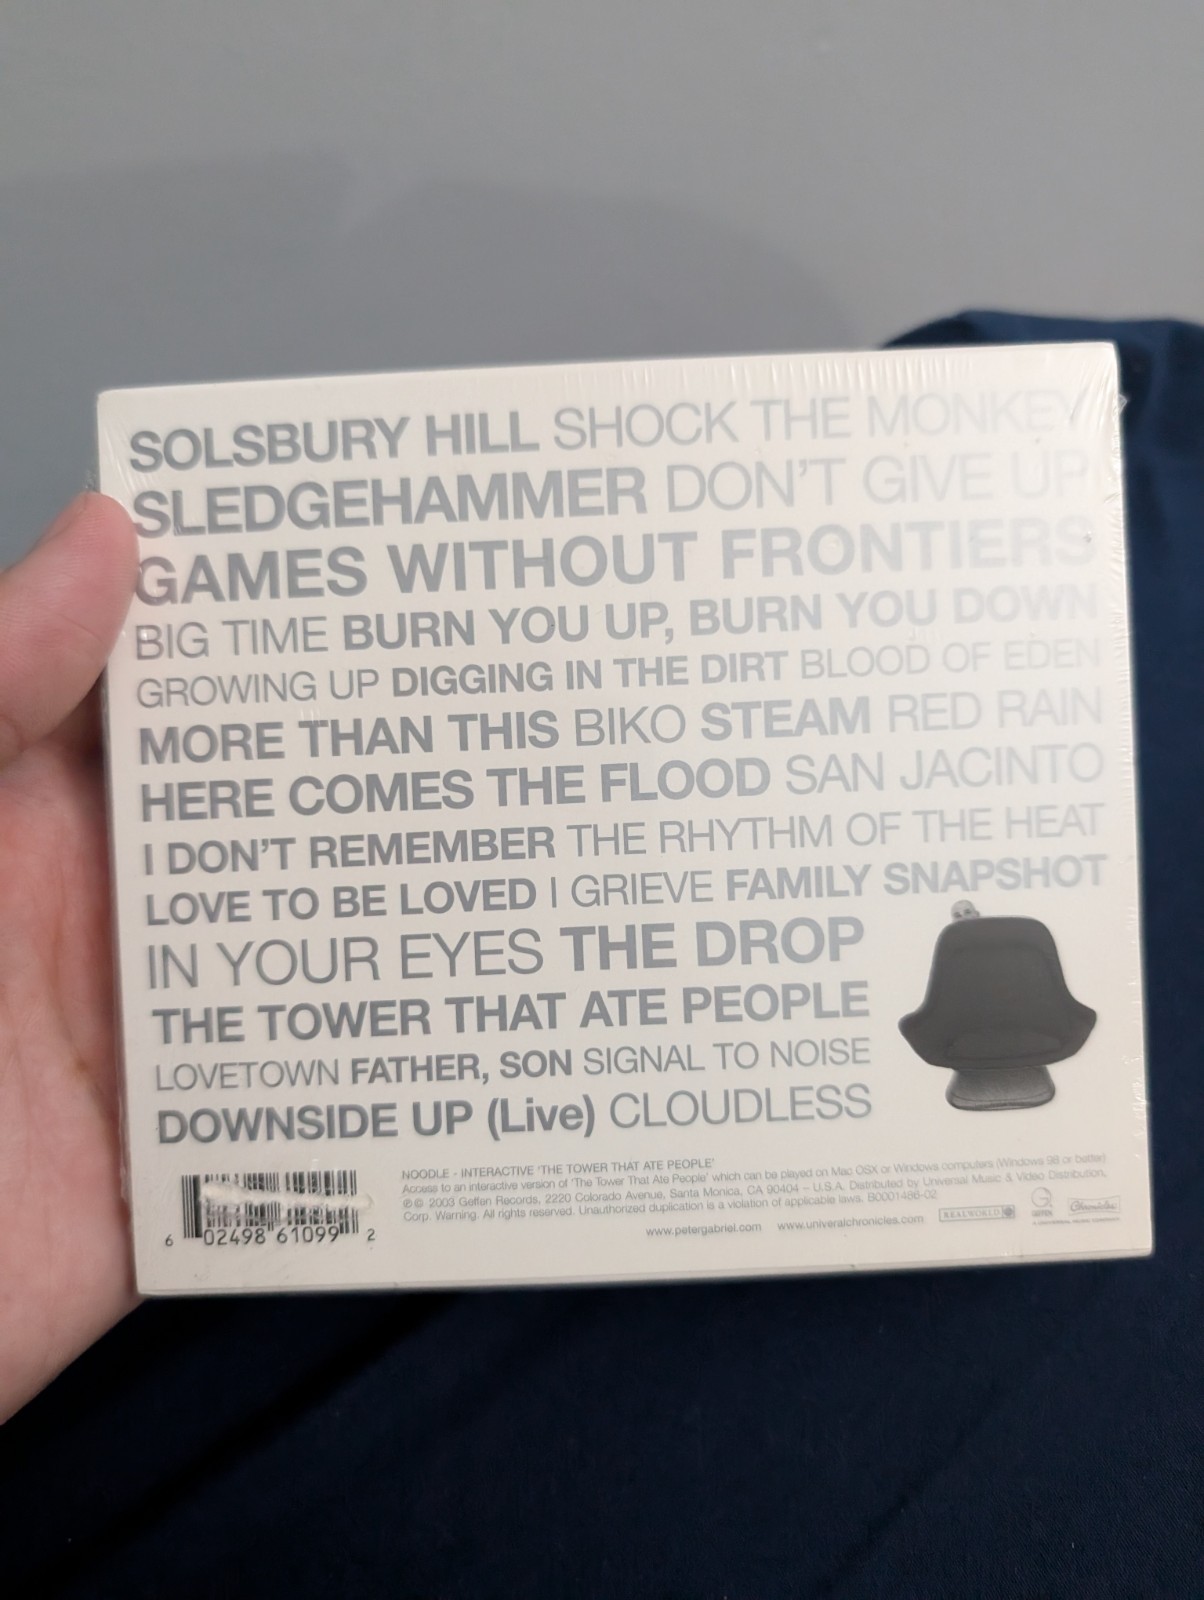 SOLSBURY HILL SHOCK THE MONKEY
SLEDGEHAMMER DON'T GIVE UP
GAMES WITHOUT FRONTIERS
BIG TIME BURN YOU UP, BURN YOU DOWN
GROWING UP DIGGING IN THE DIRT BLOOD OF EDEN
MORE THAN THIS BIKO STEAM RED RAIN
HERE COMES THE FLOOD SAN JACINTO
I DON'T REMEMBER THE RHYTHM OF THE HEAT
LOVE TO BE LOVED I GRIEVE FAMILY SNAPSHOT
IN YOUR EYES THE DROP
THE TOWER THAT ATE PEOPLE
LOVETOWN FATHER, SON SIGNAL TO NOISE
DOWNSIDE UP (Live) CLOUDLESS
NOODLE - INTERACTIVE 'THE TOWER THAT ATE PEOPLE'
Access to an interactive version of 'The Tower That Ate People' which can be played on Mac OSX or Windows computers (Windows 98 or better)
℗© 2003 Geffen Records, 2220 Colorado Avenue, Santa Monica, CA 90404 – U.S.A. Distributed by Universal Music & Video Distribution,
Corp. Warning. All rights reserved. Unauthorized duplication is a violation of applicable laws. B0001486-02
www.petergabriel.com www.univeralchronicles.com
REALWORLD
GEFFEN
Chronicles
A UNIVERSAL MUSIC COMPANY
6 02498 61099 2